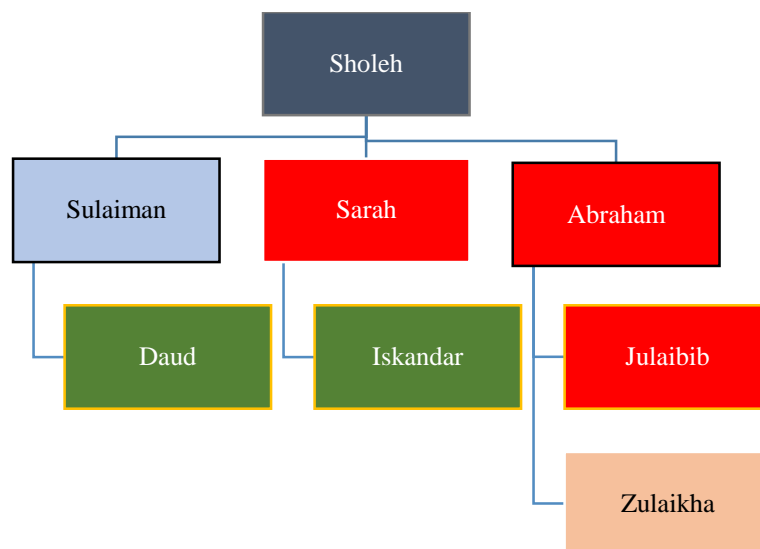 Sholeh
Sulaiman
Sarah
Abraham
Daud
Iskandar
Julaibib
Zulaikha